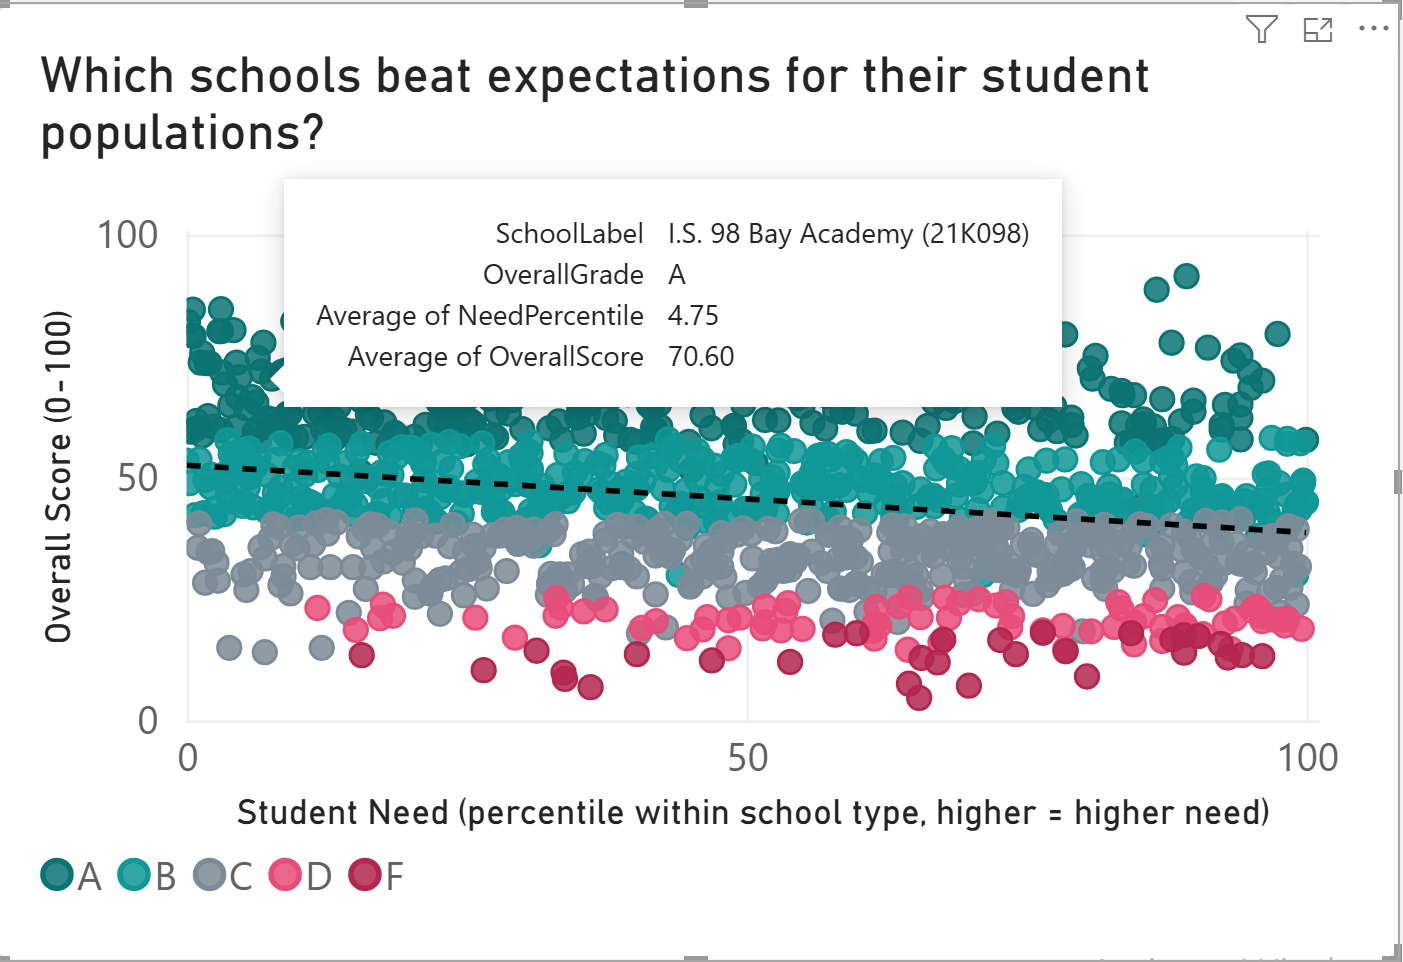 Which schools beat expectations for their student
populations?
SchoolLabel I.S. 98 Bay Academy (21K098)
OverallGrade A
Average of NeedPercentile 4.75
Average of OverallScore 70.60
100
50
0
Overall Score (0-100)
0 50 100
Student Need (percentile within school type, higher = higher need)
A B C D F